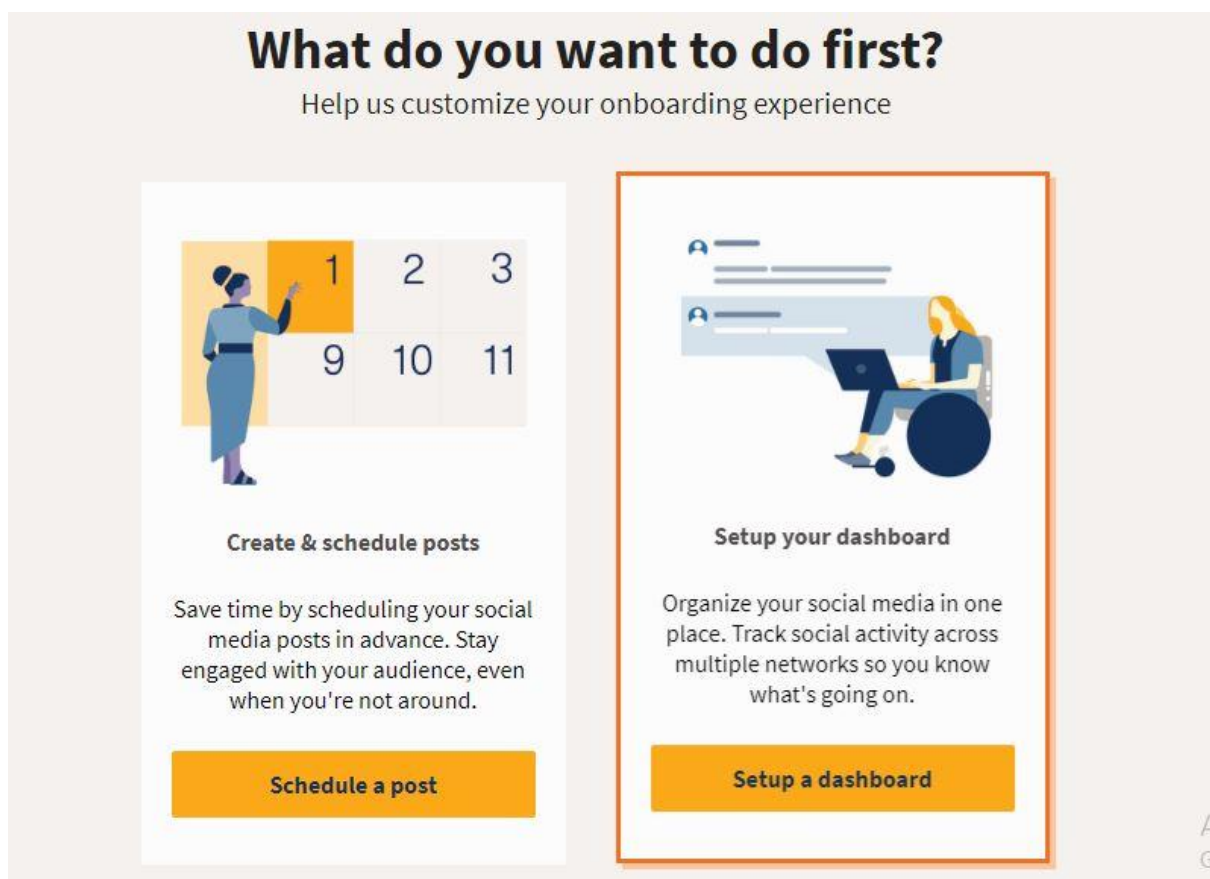 What do you want to do first?
Help us customize your onboarding experience
1 2 3
9 10 11
Create & schedule posts
Save time by scheduling your social
media posts in advance. Stay
engaged with your audience, even
when you're not around.
Schedule a post
Setup your dashboard
Organize your social media in one
place. Track social activity across
multiple networks so you know
what's going on.
Setup a dashboard